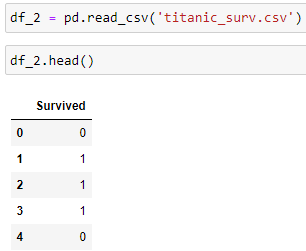 df_2 = pd.read_csv('titanic_surv.csv')
df_2.head()
Survived
0 0
1 1
2 1
3 1
4 0